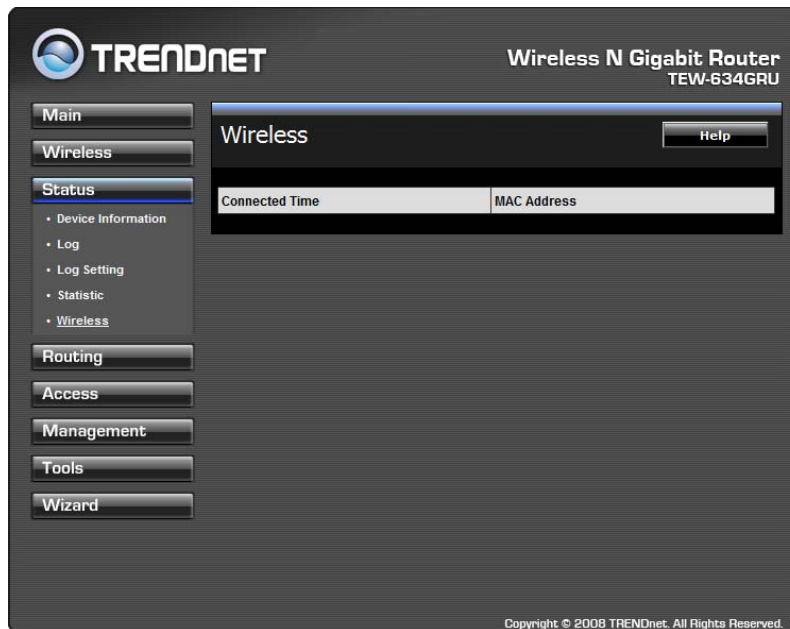 TRENDNET
Wireless N Gigabit Router
TEW-634GRU
Main
Wireless
Status
• Device Information
• Log
• Log Setting
• Statistic
• Wireless
Routing
Access
Management
Tools
Wizard
Wireless
Help
Connected Time
MAC Address
Copyright © 2008 TRENDnet. All Rights Reserved.